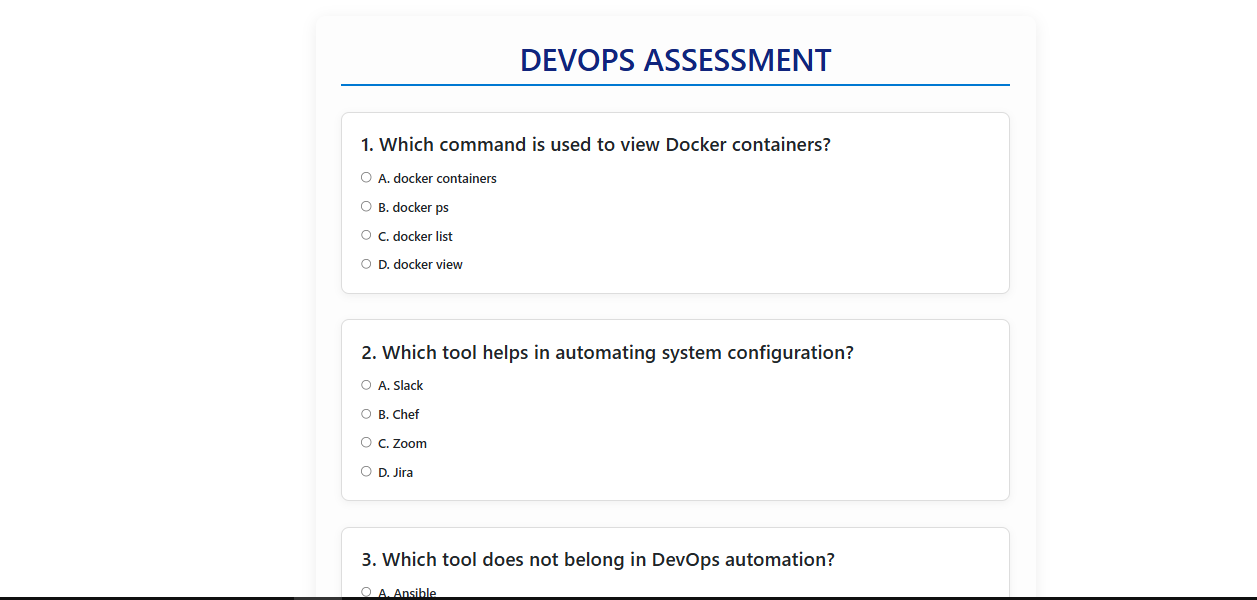 DEVOPS ASSESSMENT
1. Which command is used to view Docker containers?
A. docker containers
B. docker ps
C. docker list
D. docker view
2. Which tool helps in automating system configuration?
A. Slack
B. Chef
C. Zoom
D. Jira
3. Which tool does not belong in DevOps automation?
A. Ansible